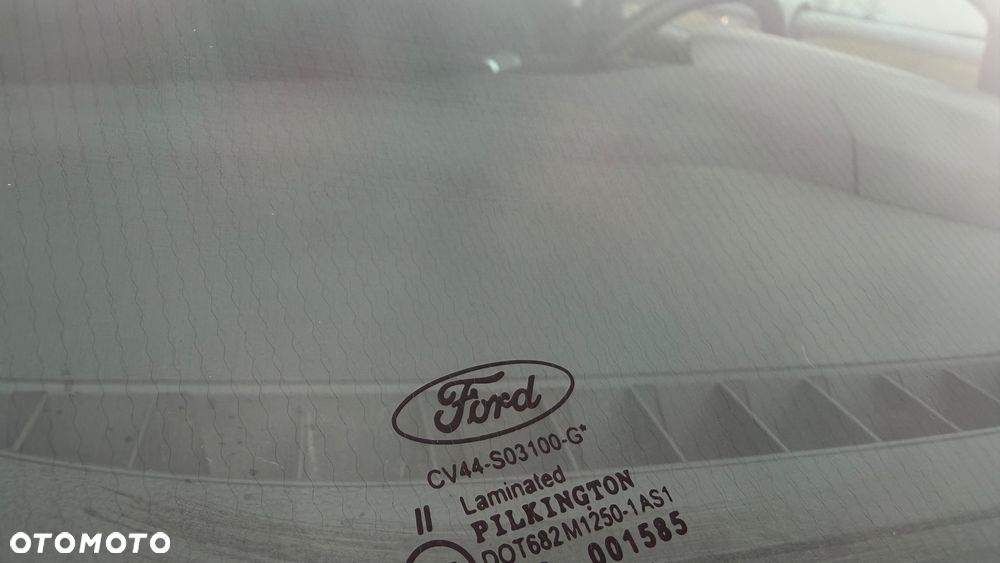 Ford
CV44-S03100-G*
II Laminated
PILKINGTON
DOT682 M1250-1AS1
001585
OTOMOTO